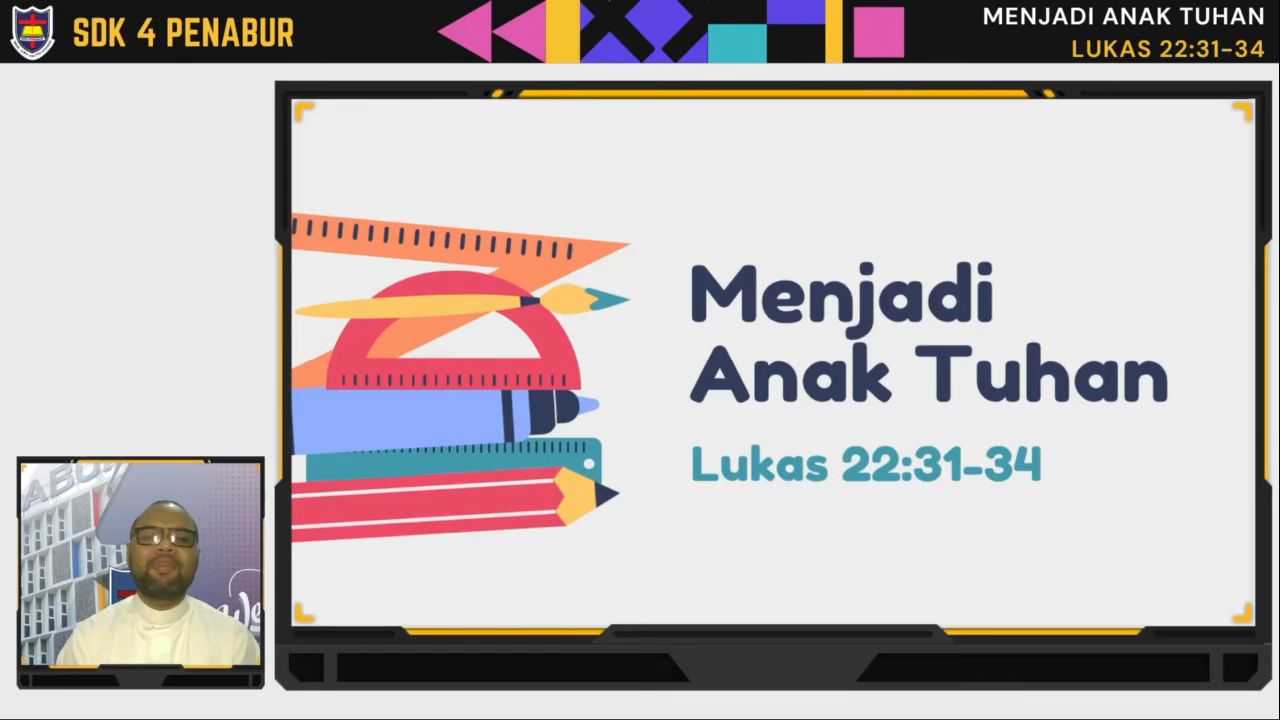 SDK 4 PENABUR
MENJADI ANAK TUHAN
LUKAS 22:31-34
Menjadi
Anak Tuhan
Lukas 22:31-34